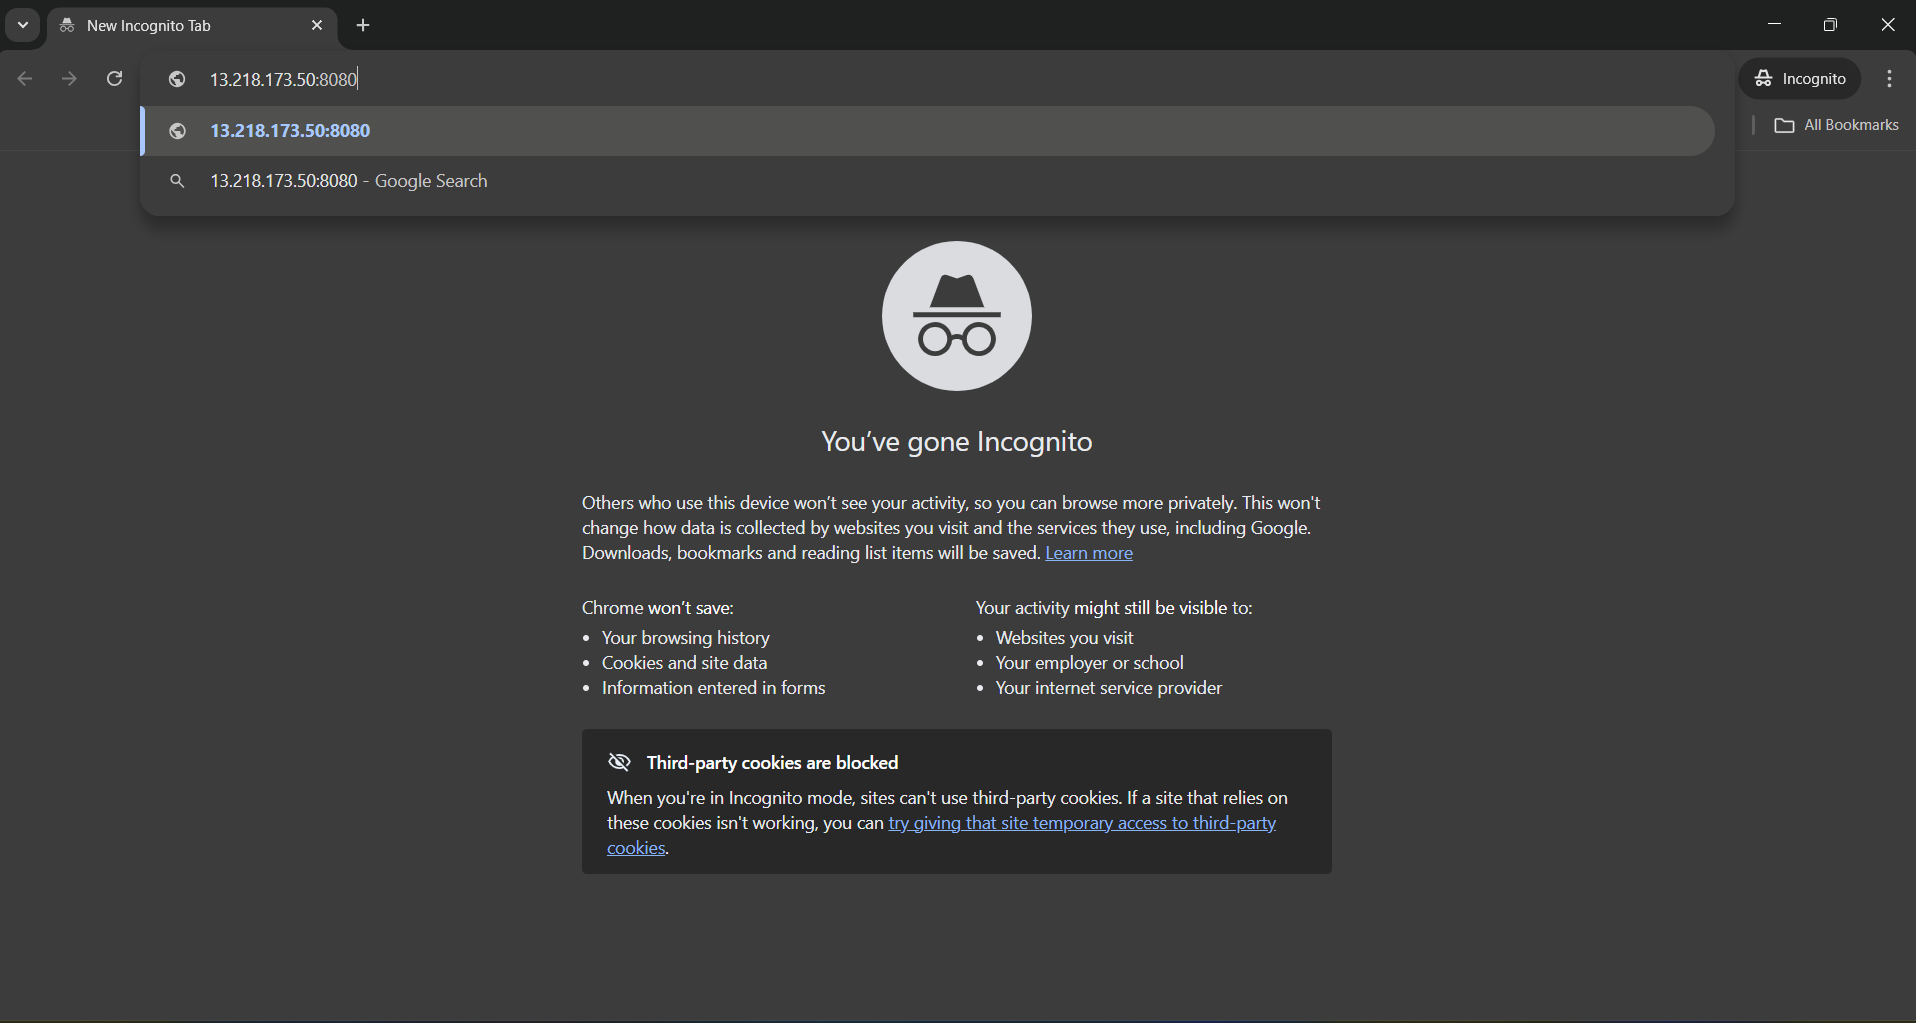 New Incognito Tab
13.218.173.50:8080
Incognito
13.218.173.50:8080
All Bookmarks
13.218.173.50:8080 - Google Search
You've gone Incognito
Others who use this device won't see your activity, so you can browse more privately. This won't
change how data is collected by websites you visit and the services they use, including Google.
Downloads, bookmarks and reading list items will be saved. Learn more
Chrome won't save:
• Your browsing history
• Cookies and site data
• Information entered in forms
Your activity might still be visible to:
• Websites you visit
• Your employer or school
• Your internet service provider
Third-party cookies are blocked
When you're in Incognito mode, sites can't use third-party cookies. If a site that relies on
these cookies isn't working, you can try giving that site temporary access to third-party
cookies.